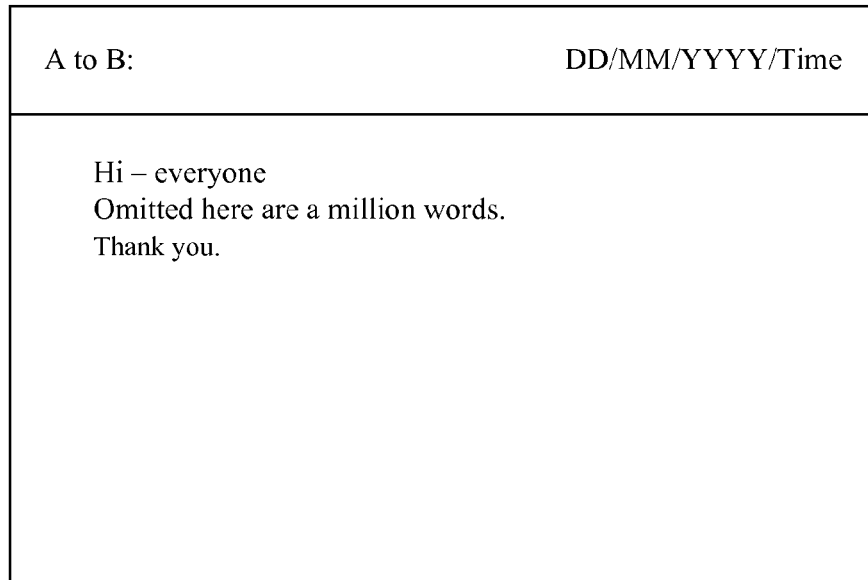 A to B: DD/MM/YYYY/Time
Hi – everyone
Omitted here are a million words.
Thank you.